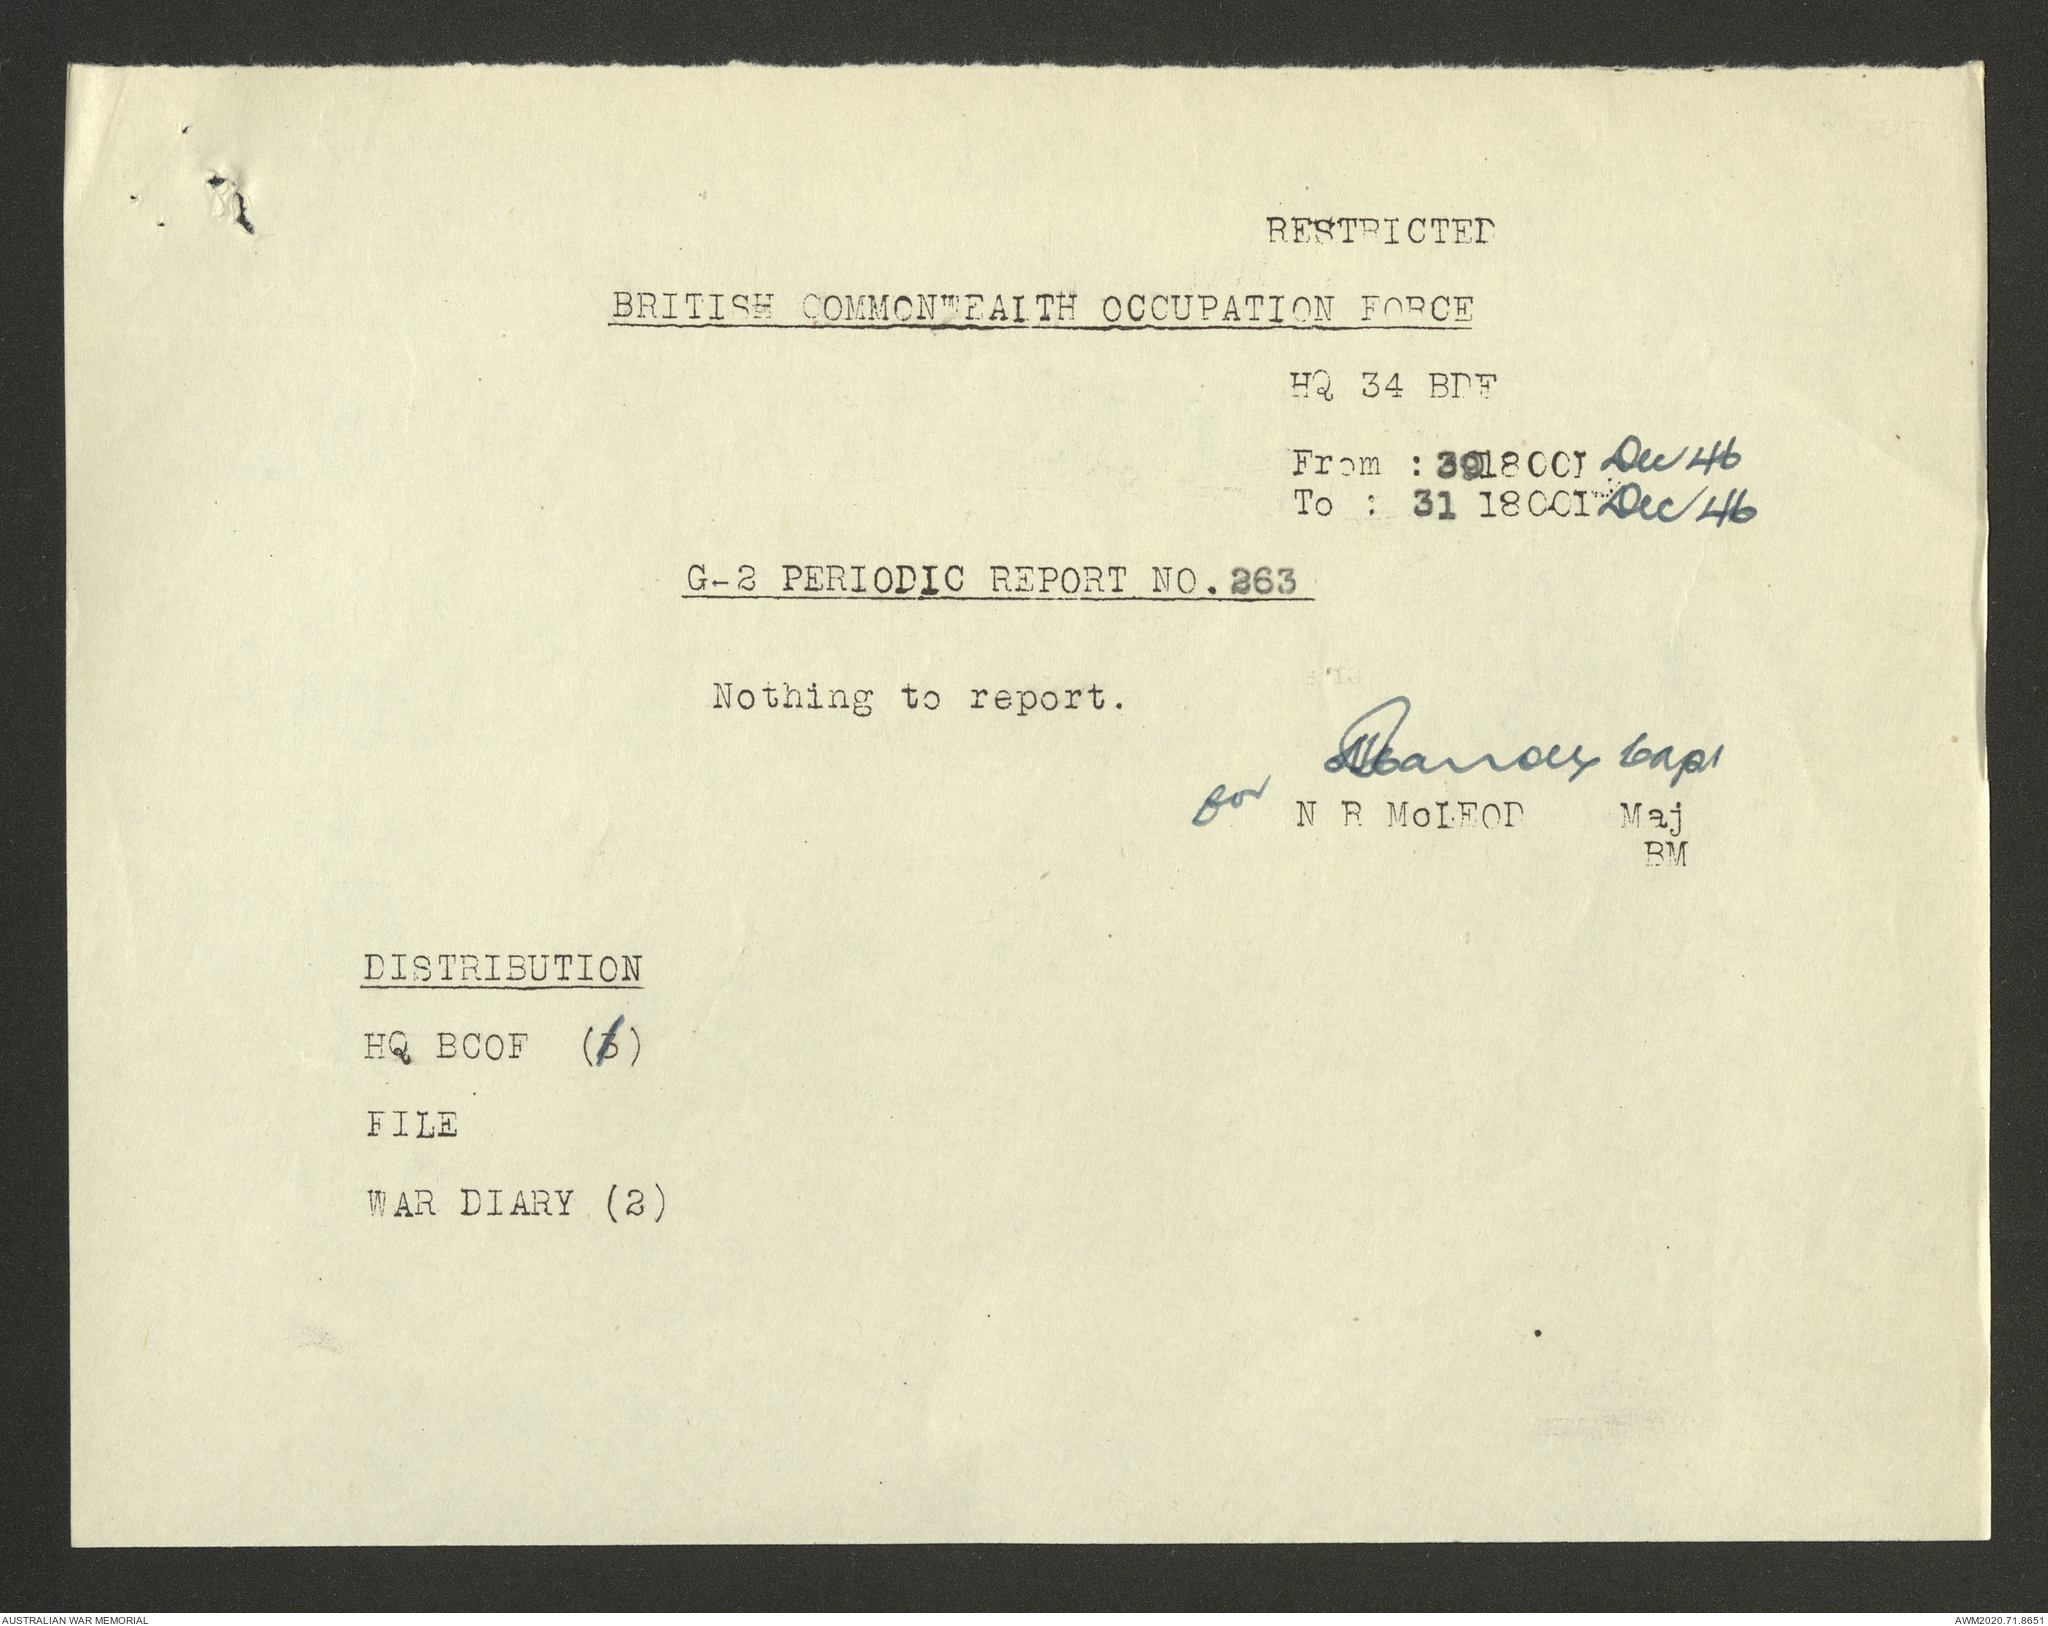 RESTRICTED
BRITISH COMMONWEALTH OCCUPATION FORCE
HQ 34 BDE
From : 301800I Dec 46
To : 31 1800I Dec 46
G-2 PERIODIC REPORT NO. 263
Nothing to report.
Capt
for N R McLEOD Maj
BM
DISTRIBUTION
HQ BCOF ( )
FILE
WAR DIARY (2)
AUSTRALIAN WAR MEMORIAL
AWM2020.71.8651